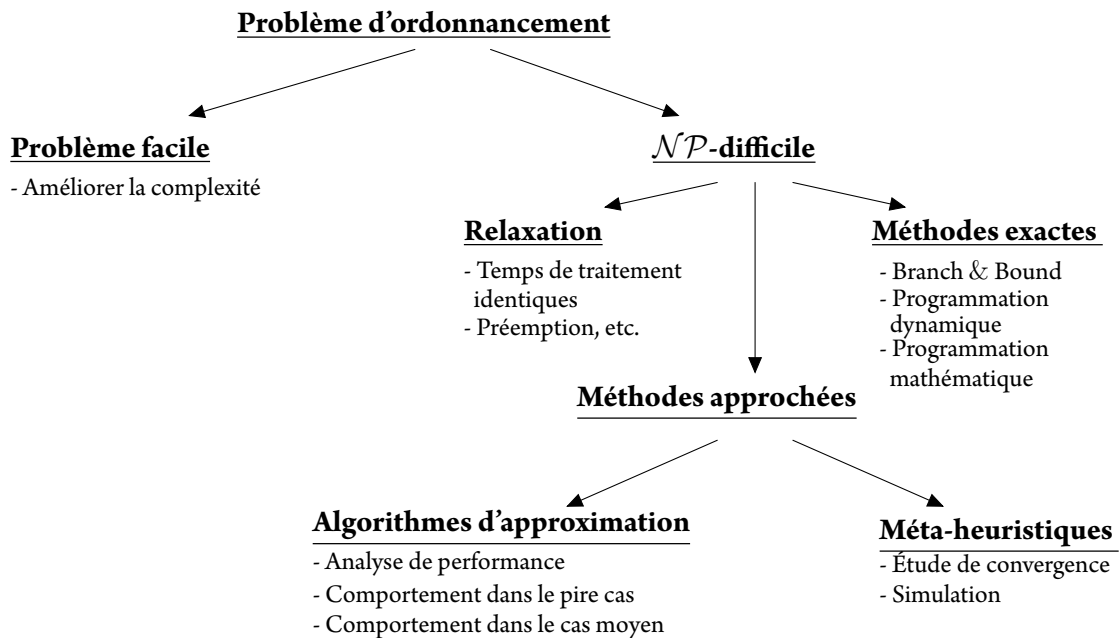 Problème d'ordonnancement
Problème facile
- Améliorer la complexité
𝒩𝒫-difficile
Relaxation
- Temps de traitement
identiques
- Préemption, etc.
Méthodes exactes
- Branch & Bound
- Programmation
dynamique
- Programmation
mathématique
Méthodes approchées
Algorithmes d'approximation
- Analyse de performance
- Comportement dans le pire cas
- Comportement dans le cas moyen
Méta-heuristiques
- Étude de convergence
- Simulation